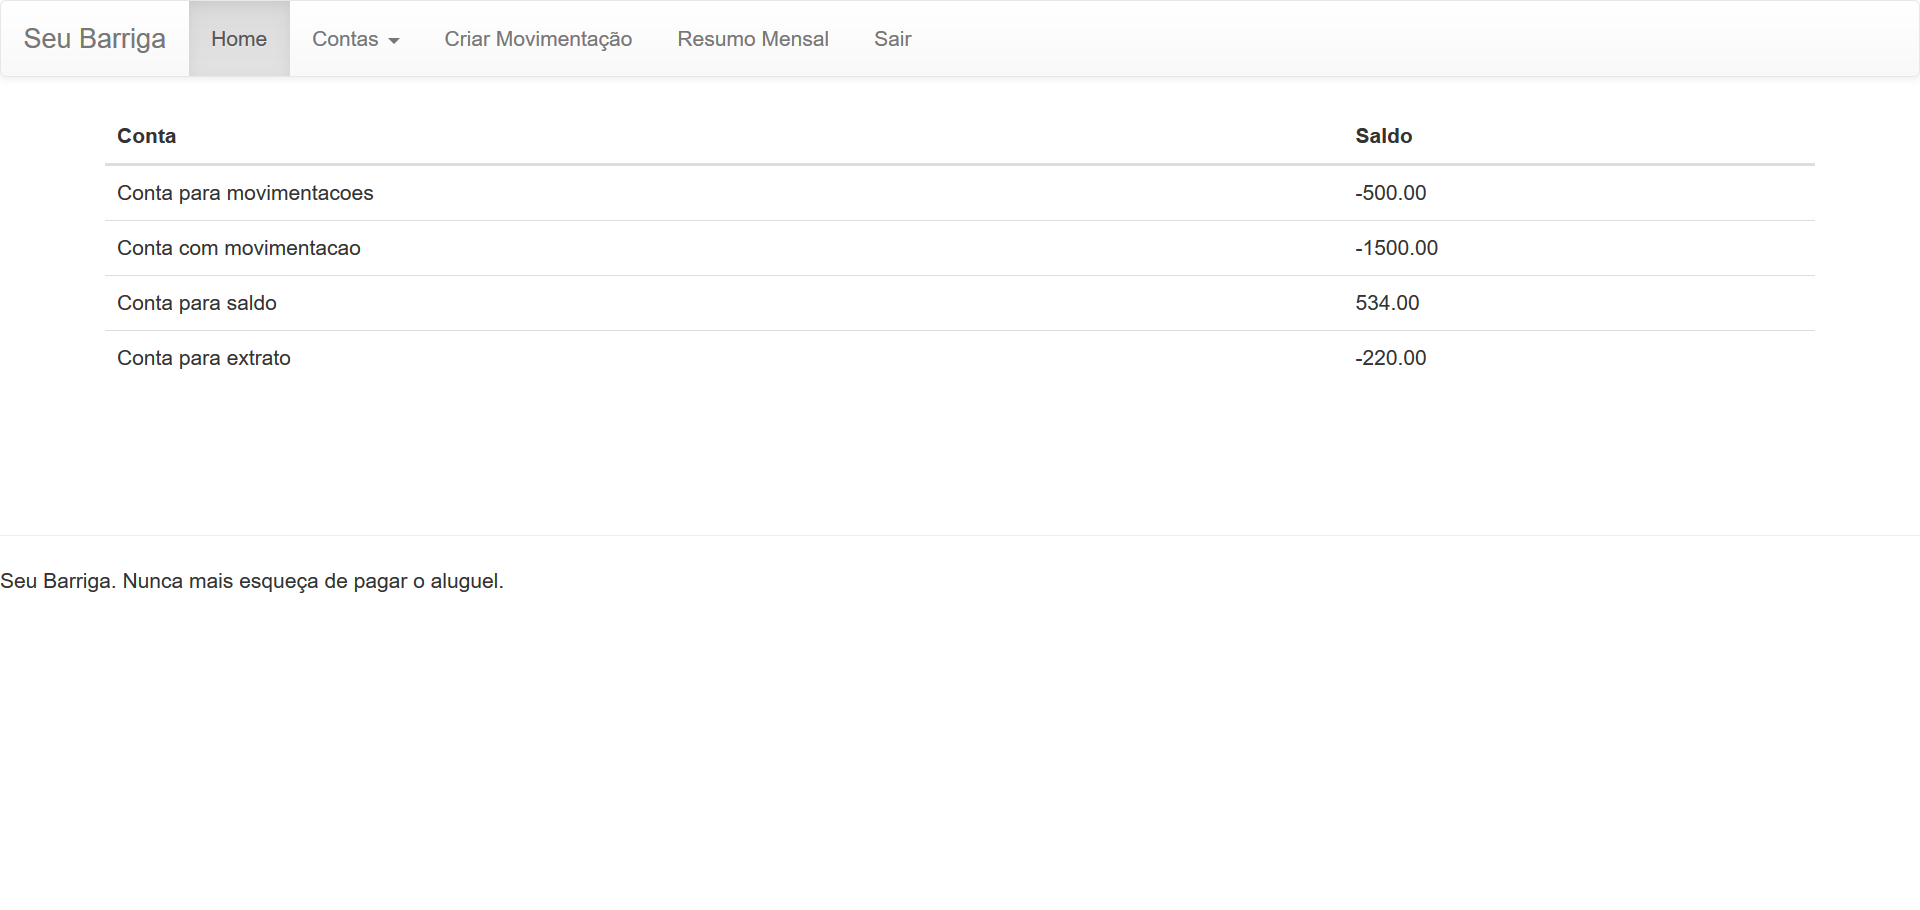 Seu Barriga Home Contas Criar Movimentação Resumo Mensal Sair
Conta Saldo
Conta para movimentacoes -500.00
Conta com movimentacao -1500.00
Conta para saldo 534.00
Conta para extrato -220.00
Seu Barriga. Nunca mais esqueça de pagar o aluguel.